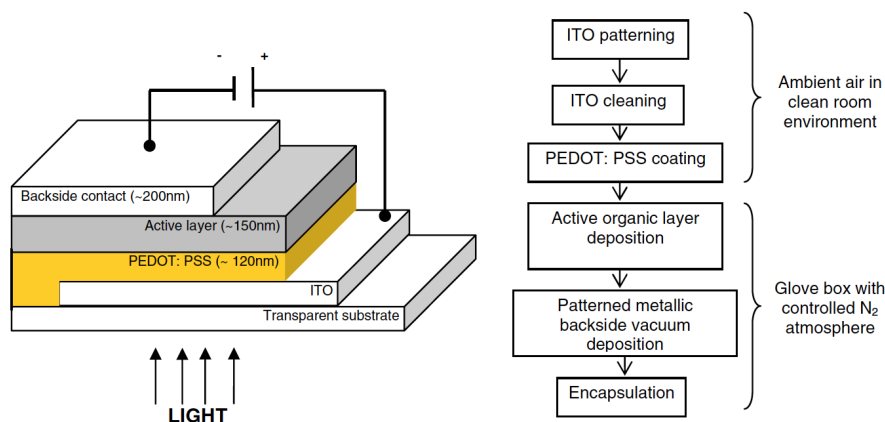 - +
Backside contact (~200nm)
Active layer (~150nm)
PEDOT: PSS (~ 120nm)
ITO
Transparent substrate
LIGHT
ITO patterning
ITO cleaning
PEDOT: PSS coating
Ambient air in
clean room
environment
Active organic layer
deposition
Patterned metallic
backside vacuum
deposition
Encapsulation
Glove box with
controlled N₂
atmosphere